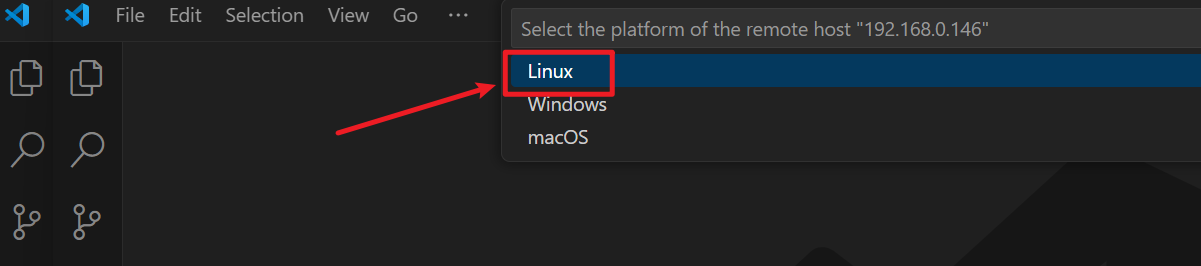 File Edit Selection View Go ···
Select the platform of the remote host "192.168.0.146"
Linux
Windows
macOS